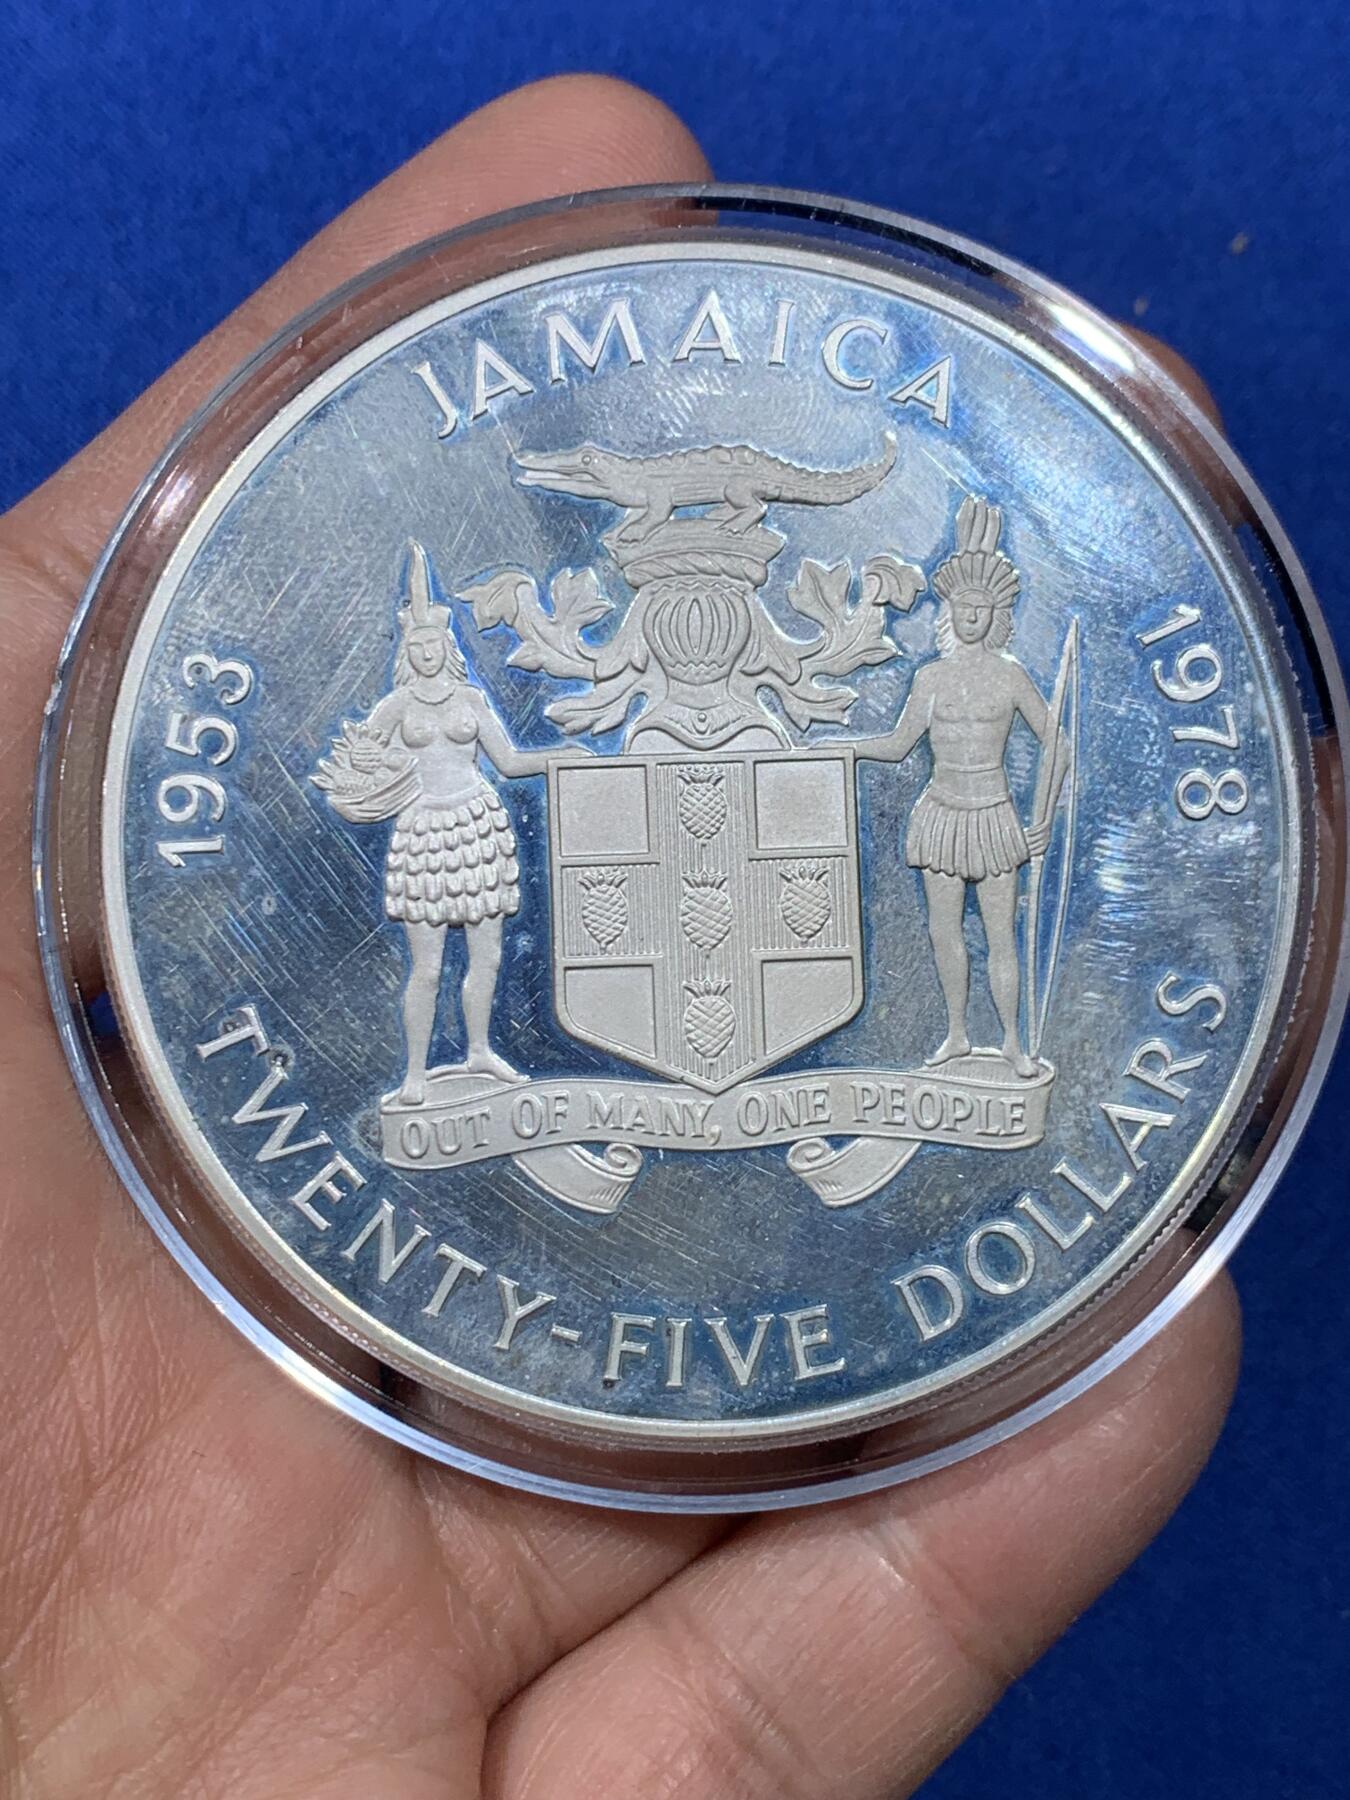 JAMAICA
1953
1978
OUT OF MANY, ONE PEOPLE
TWENTY-FIVE DOLLARS